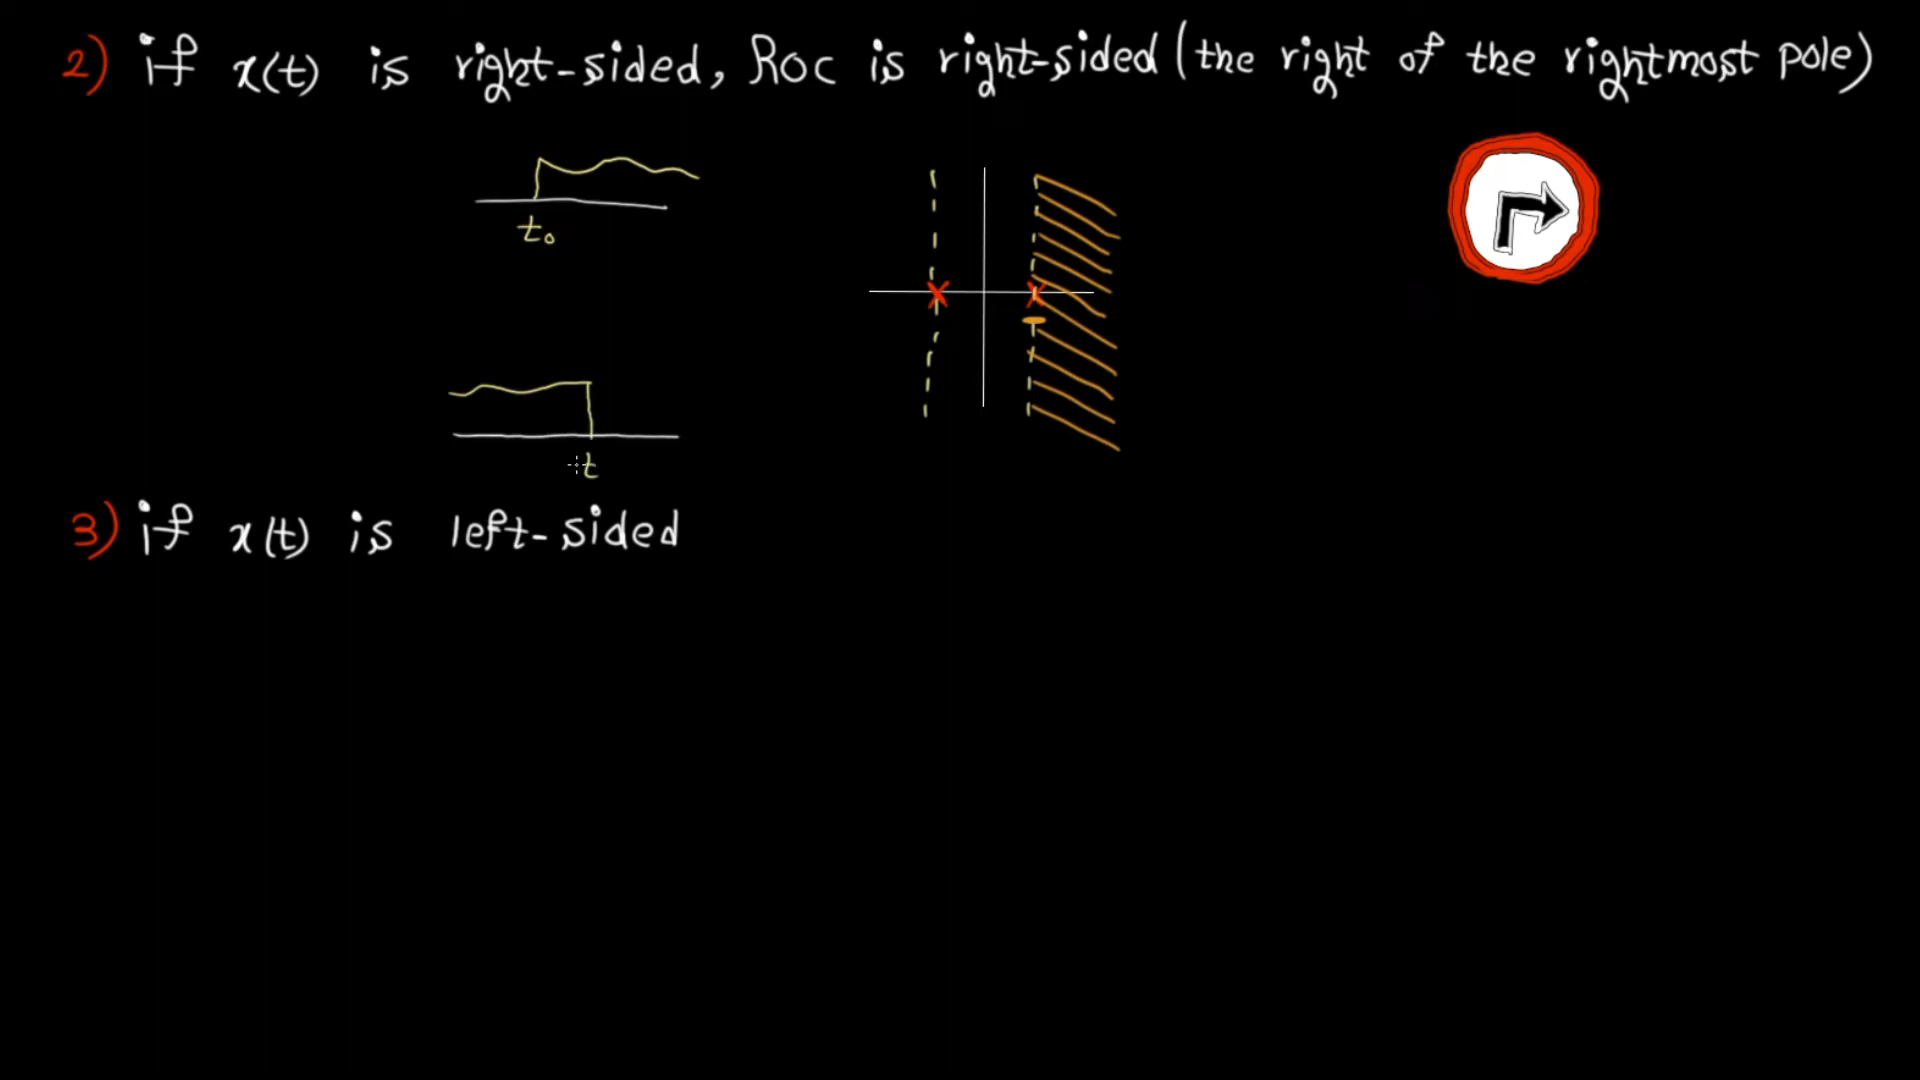 2) if x(t) is right-sided, Roc is right-sided (the right of the rightmost pole)
t₀
t
3) if x(t) is left-sided